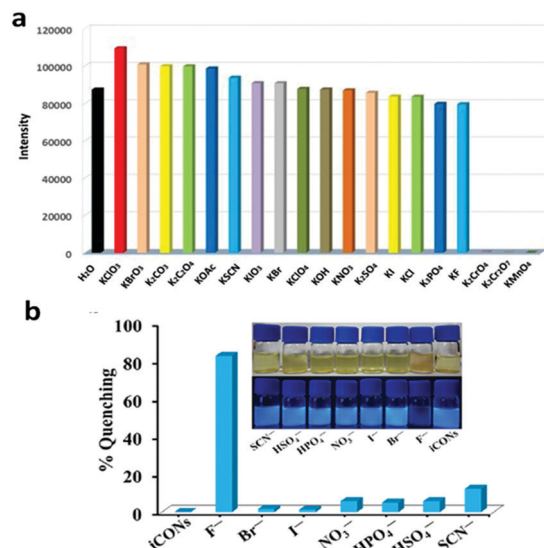 a
120000
100000
80000
60000
40000
20000
0
Intensity
H₂O KClO₃ KBrO₃ K₂CO₃ K₂C₂O₄ KOAc KSCN KIO₃ KBr KClO₄ KOH KNO₃ K₂SO₄ KI KCl K₃PO₄ KF K₂CrO₄ K₂Cr₂O₇ KMnO₄
b
100
80
60
40
20
0
% Quenching
SCN⁻ HSO₄⁻ HPO₄⁻ NO₃⁻ I⁻ Br⁻ F⁻ iCONs
iCONs F⁻ Br⁻ I⁻ NO₃⁻ HPO₄⁻ HSO₄⁻ SCN⁻